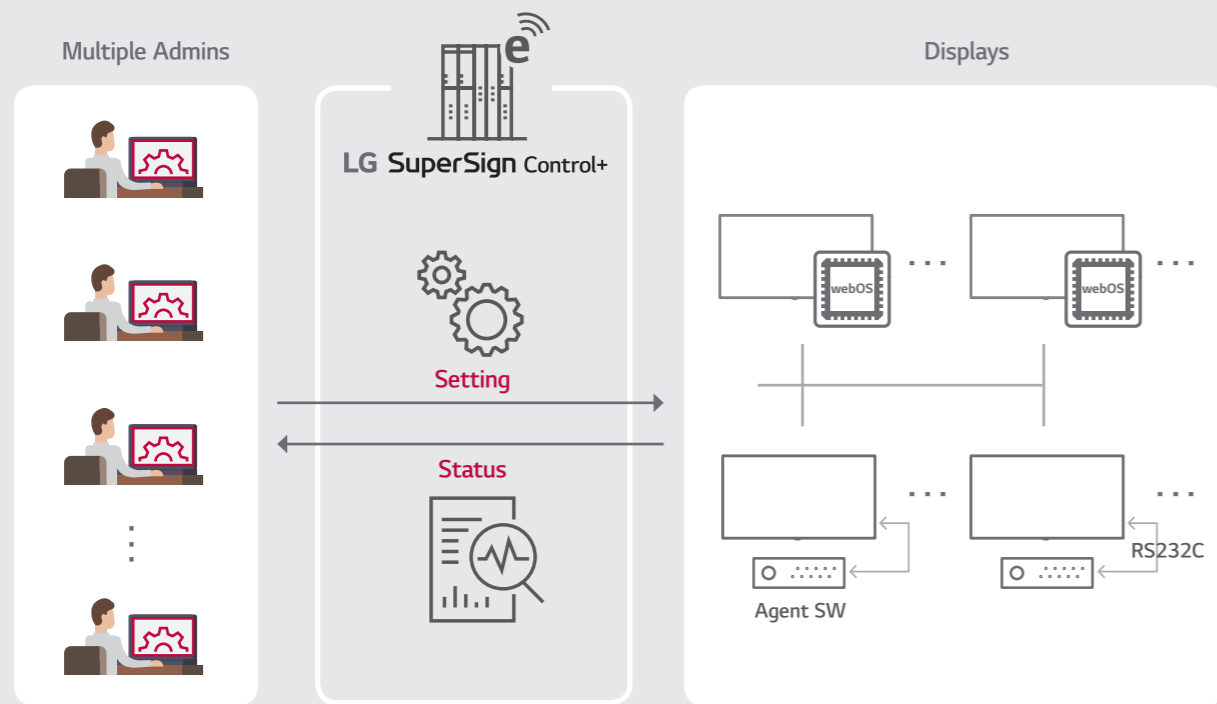 Multiple Admins
e
LG SuperSign Control+
Displays
webOS
webOS
Setting
Status
RS232C
Agent SW